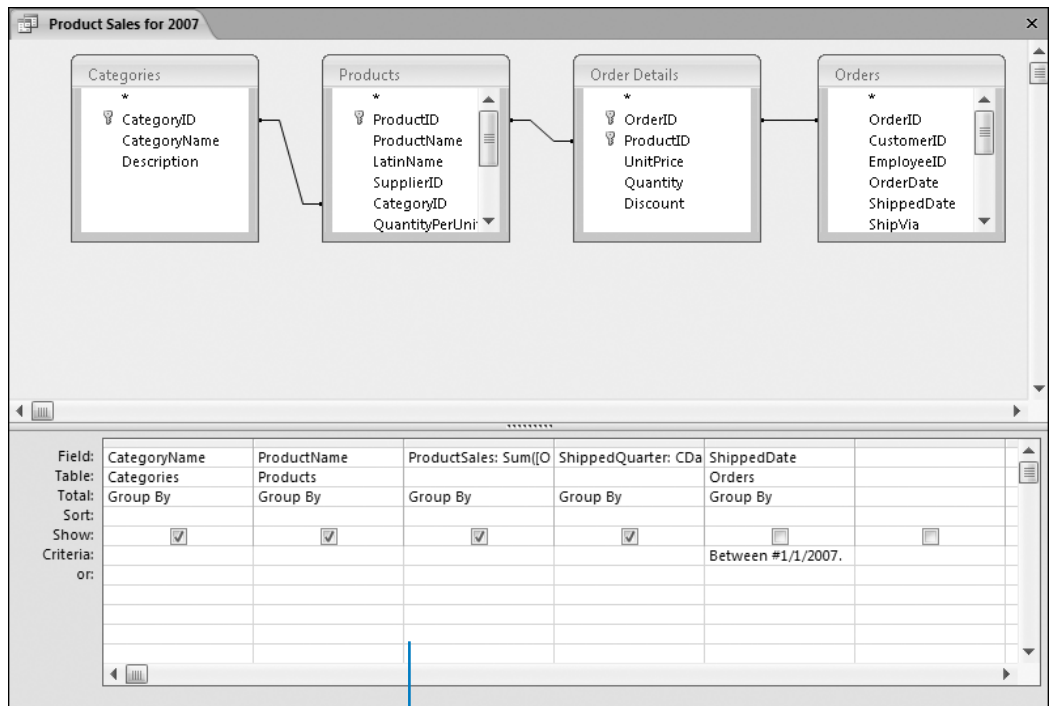 Product Sales for 2007
Categories
*
CategoryID
CategoryName
Description
Products
*
ProductID
ProductName
LatinName
SupplierID
CategoryID
QuantityPerUni
Order Details
*
OrderID
ProductID
UnitPrice
Quantity
Discount
Orders
*
OrderID
CustomerID
EmployeeID
OrderDate
ShippedDate
ShipVia
Field: CategoryName ProductName ProductSales: Sum([O ShippedQuarter: CDa ShippedDate
Table: Categories Products Orders
Total: Group By Group By Group By Group By Group By
Sort:
Show:
Criteria: Between #1/1/2007.
or: